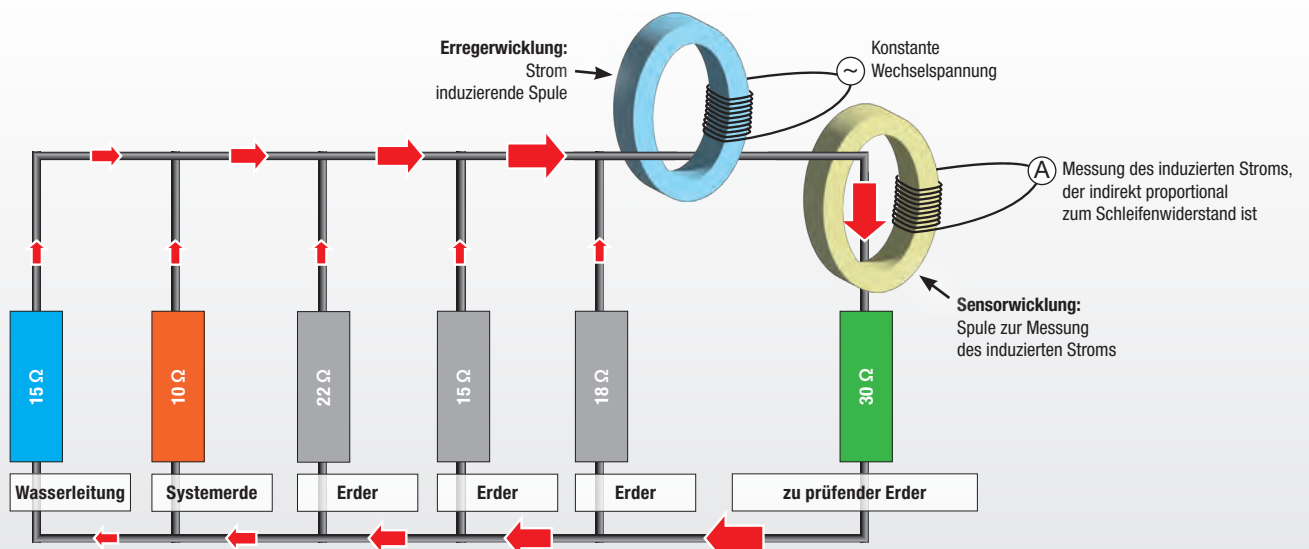 Erregerwicklung:
Strom
induzierende Spule
Konstante
Wechselspannung
~
A
Messung des induzierten Stroms,
der indirekt proportional
zum Schleifenwiderstand ist
Sensorwicklung:
Spule zur Messung
des induzierten Stroms
15 Ω
10 Ω
22 Ω
15 Ω
18 Ω
30 Ω
Wasserleitung
Systemerde
Erder
Erder
Erder
zu prüfender Erder